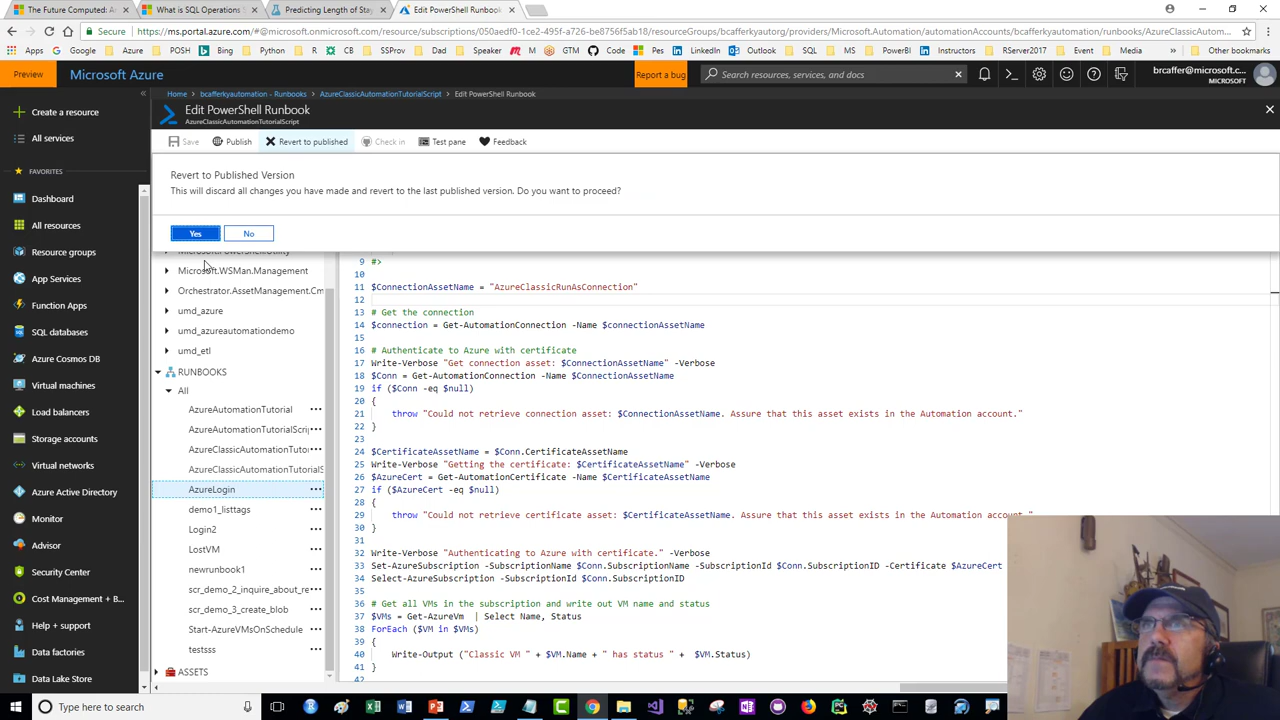 The Future Computed: A
What is SQL Operations S
Predicting Length of Stay
Edit PowerShell Runbook
Secure
https://ms.portal.azure.com/#@microsoft.onmicrosoft.com/resource/subscriptions/050aedf0-1ce2-495f-a726-be8756f5ab18/resourceGroups/bcafferkyautomation/providers/Microsoft.Automation/automationAccounts/bcafferkyautomation/runbooks/AzureClassicAutom...
Apps Google Azure POSH Bing Python R CB SSProv Dad Speaker M GTM Code Pes LinkedIn Outlook SQL MS PowerBI Instructors RServer2017 Event Media Other bookmarks
Preview Microsoft Azure Report a bug Search resources, services, and docs brcaffer@microsoft.c...
MICROSOFT
Home bcafferkyautomation - Runbooks AzureClassicAutomationTutorialScript Edit PowerShell Runbook
Edit PowerShell Runbook
AzureClassicAutomationTutorialScript
Save Publish Revert to published Check in Test pane Feedback
Revert to Published Version
This will discard all changes you have made and revert to the last published version. Do you want to proceed?
Yes No
Create a resource
All services
FAVORITES
Dashboard
All resources
Resource groups
App Services
Function Apps
SQL databases
Azure Cosmos DB
Virtual machines
Load balancers
Storage accounts
Virtual networks
Azure Active Directory
Monitor
Advisor
Security Center
Cost Management + B...
Help + support
Data factories
Data Lake Store
Microsoft.PowerShell.Utility
Microsoft.WSMan.Management
Orchestrator.AssetManagement.Cm
umd_azure
umd_azureautomationdemo
umd_etl
RUNBOOKS
All
AzureAutomationTutorial ...
AzureAutomationTutorialScri ...
AzureClassicAutomationTuto ...
AzureClassicAutomationTutorialS
AzureLogin ...
demo1_listtags ...
Login2 ...
LostVM ...
newrunbook1 ...
scr_demo_2_inquire_about_re ...
scr_demo_3_create_blob ...
Start-AzureVMsOnSchedule ...
testsss ...
ASSETS
9 #>
10
11 $ConnectionAssetName = "AzureClassicRunAsConnection"
12
13 # Get the connection
14 $connection = Get-AutomationConnection -Name $connectionAssetName
15
16 # Authenticate to Azure with certificate
17 Write-Verbose "Get connection asset: $ConnectionAssetName" -Verbose
18 $Conn = Get-AutomationConnection -Name $ConnectionAssetName
19 if ($Conn -eq $null)
20 {
21 throw "Could not retrieve connection asset: $ConnectionAssetName. Assure that this asset exists in the Automation account."
22 }
23
24 $CertificateAssetName = $Conn.CertificateAssetName
25 Write-Verbose "Getting the certificate: $CertificateAssetName" -Verbose
26 $AzureCert = Get-AutomationCertificate -Name $CertificateAssetName
27 if ($AzureCert -eq $null)
28 {
29 throw "Could not retrieve certificate asset: $CertificateAssetName. Assure that this asset exists in the Automation account."
30 }
31
32 Write-Verbose "Authenticating to Azure with certificate." -Verbose
33 Set-AzureSubscription -SubscriptionName $Conn.SubscriptionName -SubscriptionId $Conn.SubscriptionID -Certificate $AzureCert
34 Select-AzureSubscription -SubscriptionId $Conn.SubscriptionID
35
36 # Get all VMs in the subscription and write out VM name and status
37 $VMs = Get-AzureVm | Select Name, Status
38 ForEach ($VM in $VMs)
39 {
40 Write-Output ("Classic VM " + $VM.Name + " has status " + $VM.Status)
41 }
42
Type here to search